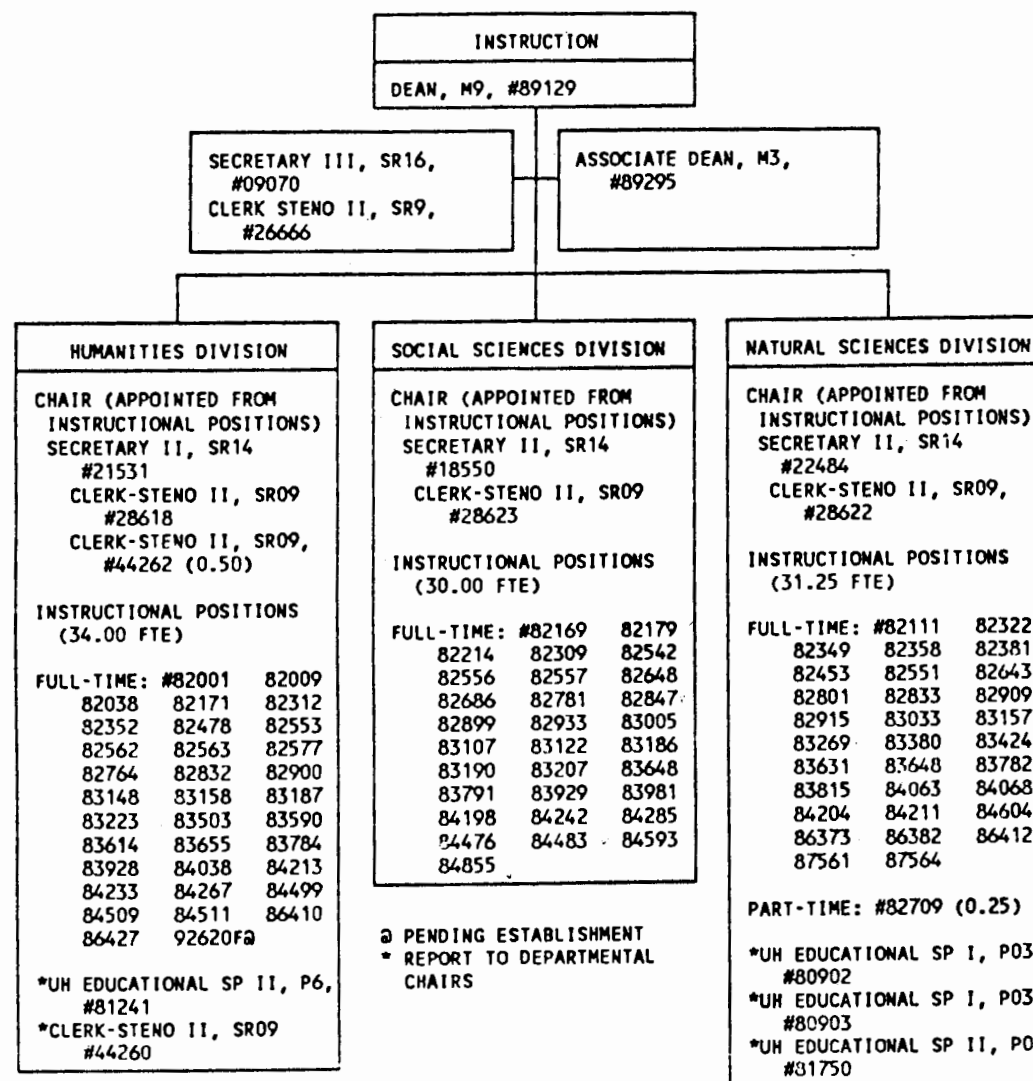 INSTRUCTION
DEAN, M9, #89129
SECRETARY III, SR16,
#09070
CLERK STENO II, SR9,
#26666
ASSOCIATE DEAN, M3,
#89295
HUMANITIES DIVISION
CHAIR (APPOINTED FROM
INSTRUCTIONAL POSITIONS)
SECRETARY II, SR14
#21531
CLERK-STENO II, SR09
#28618
CLERK-STENO II, SR09,
#44262 (0.50)
INSTRUCTIONAL POSITIONS
(34.00 FTE)
FULL-TIME: #82001 82009
82038 82171 82312
82352 82478 82553
82562 82563 82577
82764 82832 82900
83148 83158 83187
83223 83503 83590
83614 83655 83784
83928 84038 84213
84233 84267 84499
84509 84511 86410
86427 92620F@
*UH EDUCATIONAL SP II, P6,
#81241
*CLERK-STENO II, SR09
#44260
SOCIAL SCIENCES DIVISION
CHAIR (APPOINTED FROM
INSTRUCTIONAL POSITIONS)
SECRETARY II, SR14
#18550
CLERK-STENO II, SR09
#28623
INSTRUCTIONAL POSITIONS
(30.00 FTE)
FULL-TIME: #82169 82179
82214 82309 82542
82556 82557 82648
82686 82781 82847
82899 82933 83005
83107 83122 83186
83190 83207 83648
83791 83929 83981
84198 84242 84285
84476 84483 84593
84855
@ PENDING ESTABLISHMENT
* REPORT TO DEPARTMENTAL
CHAIRS
NATURAL SCIENCES DIVISION
CHAIR (APPOINTED FROM
INSTRUCTIONAL POSITIONS)
SECRETARY II, SR14
#22484
CLERK-STENO II, SR09,
#28622
INSTRUCTIONAL POSITIONS
(31.25 FTE)
FULL-TIME: #82111 82322
82349 82358 82381
82453 82551 82643
82801 82833 82909
82915 83033 83157
83269 83380 83424
83631 83648 83782
83815 84063 84068
84204 84211 84604
86373 86382 86412
87561 87564
PART-TIME: #82709 (0.25)
*UH EDUCATIONAL SP I, P03
#80902
*UH EDUCATIONAL SP I, P03
#80903
*UH EDUCATIONAL SP II, P0
#81750